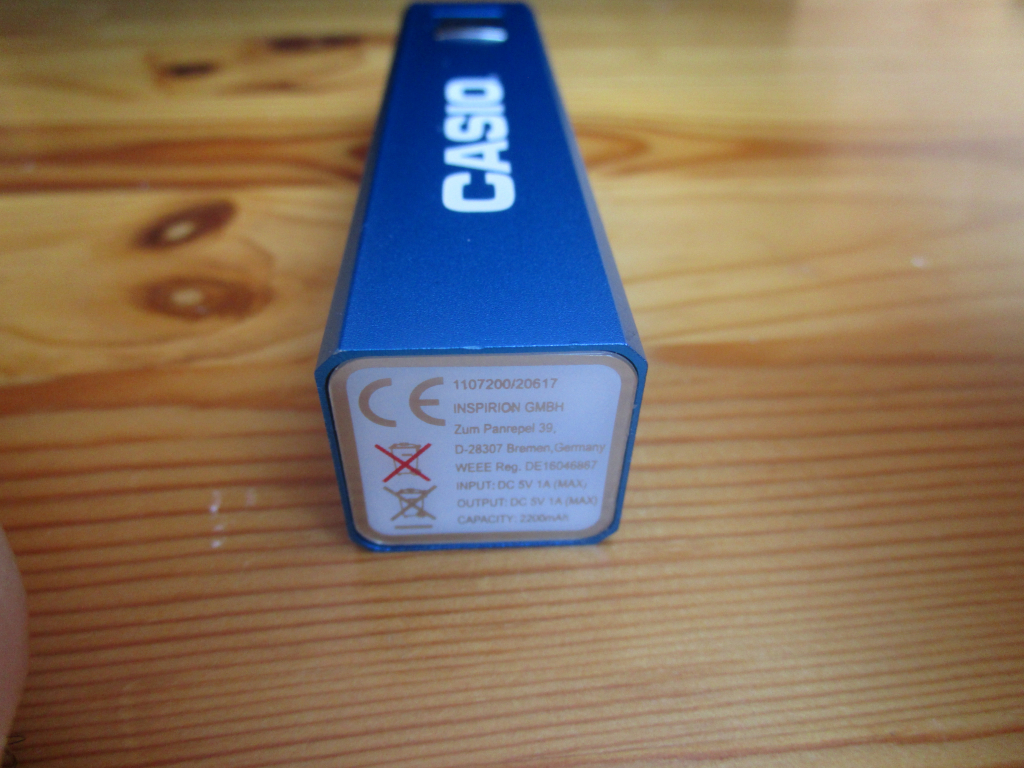 CASIO
CE 1107200/20617
INSPIRION GMBH
Zum Panrepel 39,
D-28307 Bremen,Germany
WEEE Reg. DE16046867
INPUT: DC 5V 1A (MAX)
OUTPUT: DC 5V 1A (MAX)
CAPACITY: 2200mAh